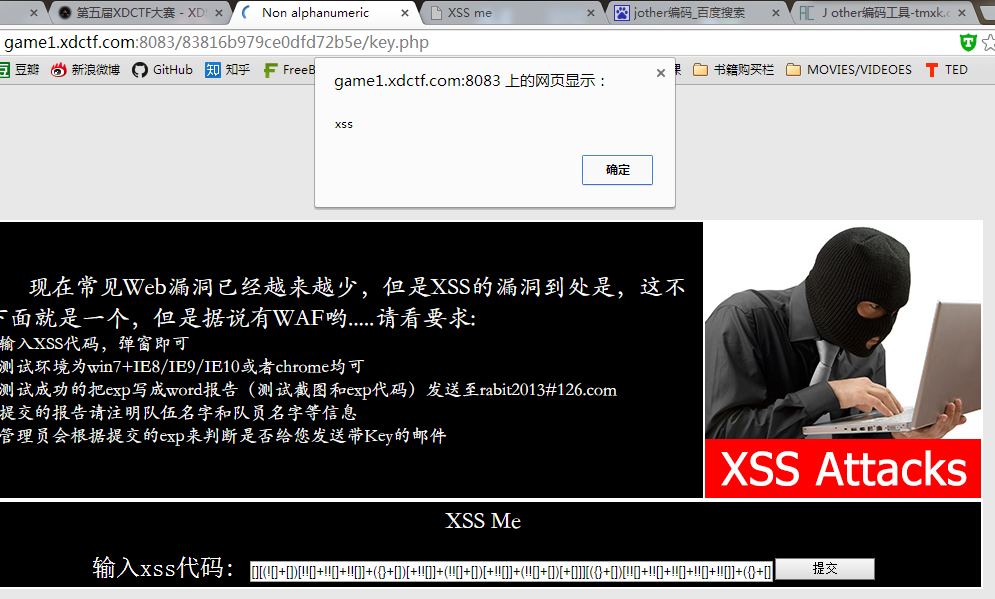 第五届XDCTF大赛 - XDS
Non alphanumeric
XSS me
jother编码_百度搜索
J other编码工具-tmxk.
game1.xdctf.com:8083/83816b979ce0dfd72b5e/key.php
豆瓣 新浪微博 GitHub 知乎 FreeB 书籍购买栏 MOVIES/VIDEOES TED
game1.xdctf.com:8083 上的网页显示：
xss
确定
现在常见Web漏洞已经越来越少，但是XSS的漏洞到处是，这不
下面就是一个，但是据说有WAF哟.....请看要求:
输入XSS代码，弹窗即可
测试环境为win7+IE8/IE9/IE10或者chrome均可
测试成功的把exp写成word报告（测试截图和exp代码）发送至rabit2013#126.com
提交的报告请注明队伍名字和队员名字等信息
管理员会根据提交的exp来判断是否给您发送带Key的邮件
XSS Attacks
XSS Me
输入xss代码： [][(![]+[])[!![]+!![]+!![]]+({}+[])[+!![]]+(!![]+[])[+!![]]+(!![]+[])[+[]]][({}+[])[!![]+!![]+!![]+!![]+!![]]+({}+[] 提交